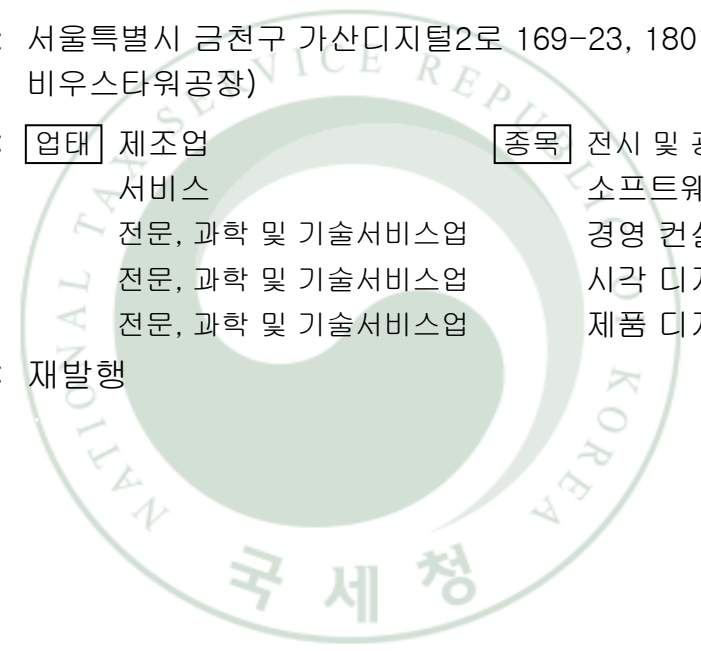 : 서울특별시 금천구 가산디지털2로 169-23, 180
비우스타워공장)
: 업태 제조업 종목 전시 및
서비스 소프트웨
전문, 과학 및 기술서비스업 경영 컨설
전문, 과학 및 기술서비스업 시각 디자
전문, 과학 및 기술서비스업 제품 디자
: 재발행
NATIONAL TAX SERVICE REPUBLIC OF KOREA
국세청